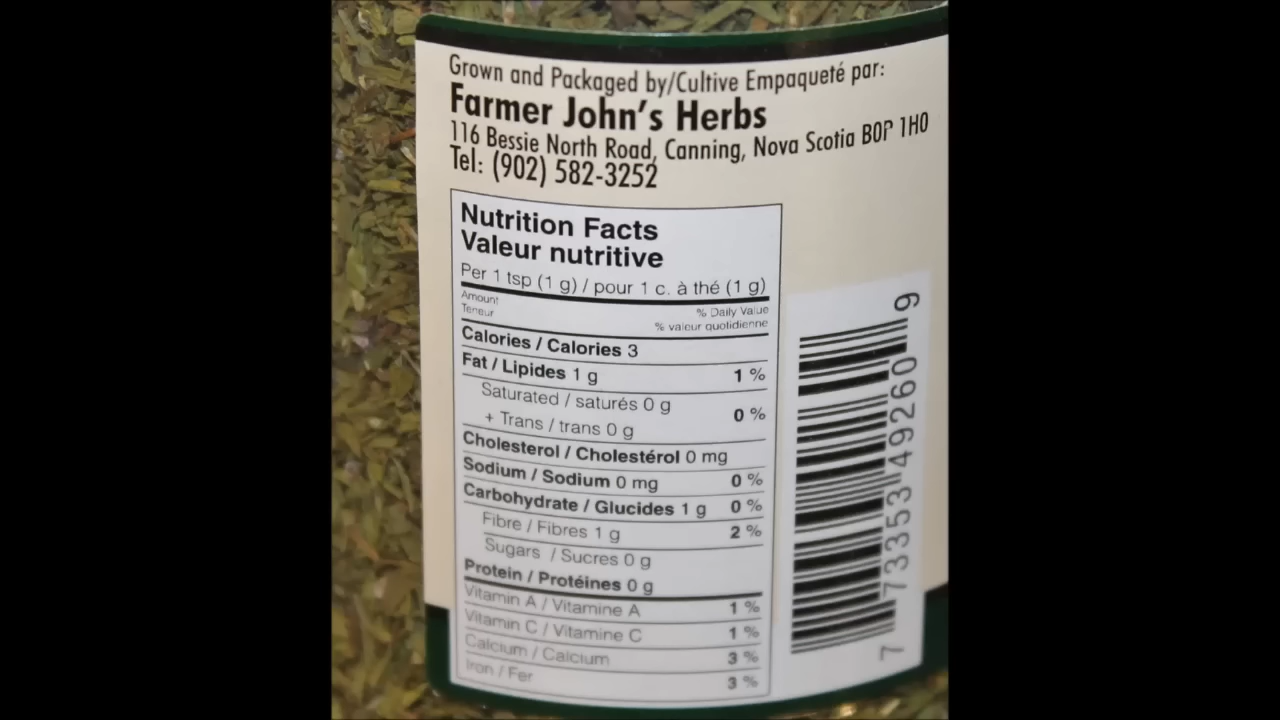 Grown and Packaged by/Cultive Empaqueté par:
Farmer John's Herbs
116 Bessie North Road, Canning, Nova Scotia B0P 1H0
Tel: (902) 582-3252
Nutrition Facts
Valeur nutritive
Per 1 tsp (1 g) / pour 1 c. à thé (1 g)
Amount
Teneur
% Daily Value
% valeur quotidienne
Calories / Calories 3
Fat / Lipides 1 g 1 %
Saturated / saturés 0 g
+ Trans / trans 0 g 0 %
Cholesterol / Cholestérol 0 mg
Sodium / Sodium 0 mg 0 %
Carbohydrate / Glucides 1 g 0 %
Fibre / Fibres 1 g 2 %
Sugars / Sucres 0 g
Protein / Protéines 0 g
Vitamin A / Vitamine A 1 %
Vitamin C / Vitamine C 1 %
Calcium / Calcium 3 %
Iron / Fer 3 %
7 73353 49260 9